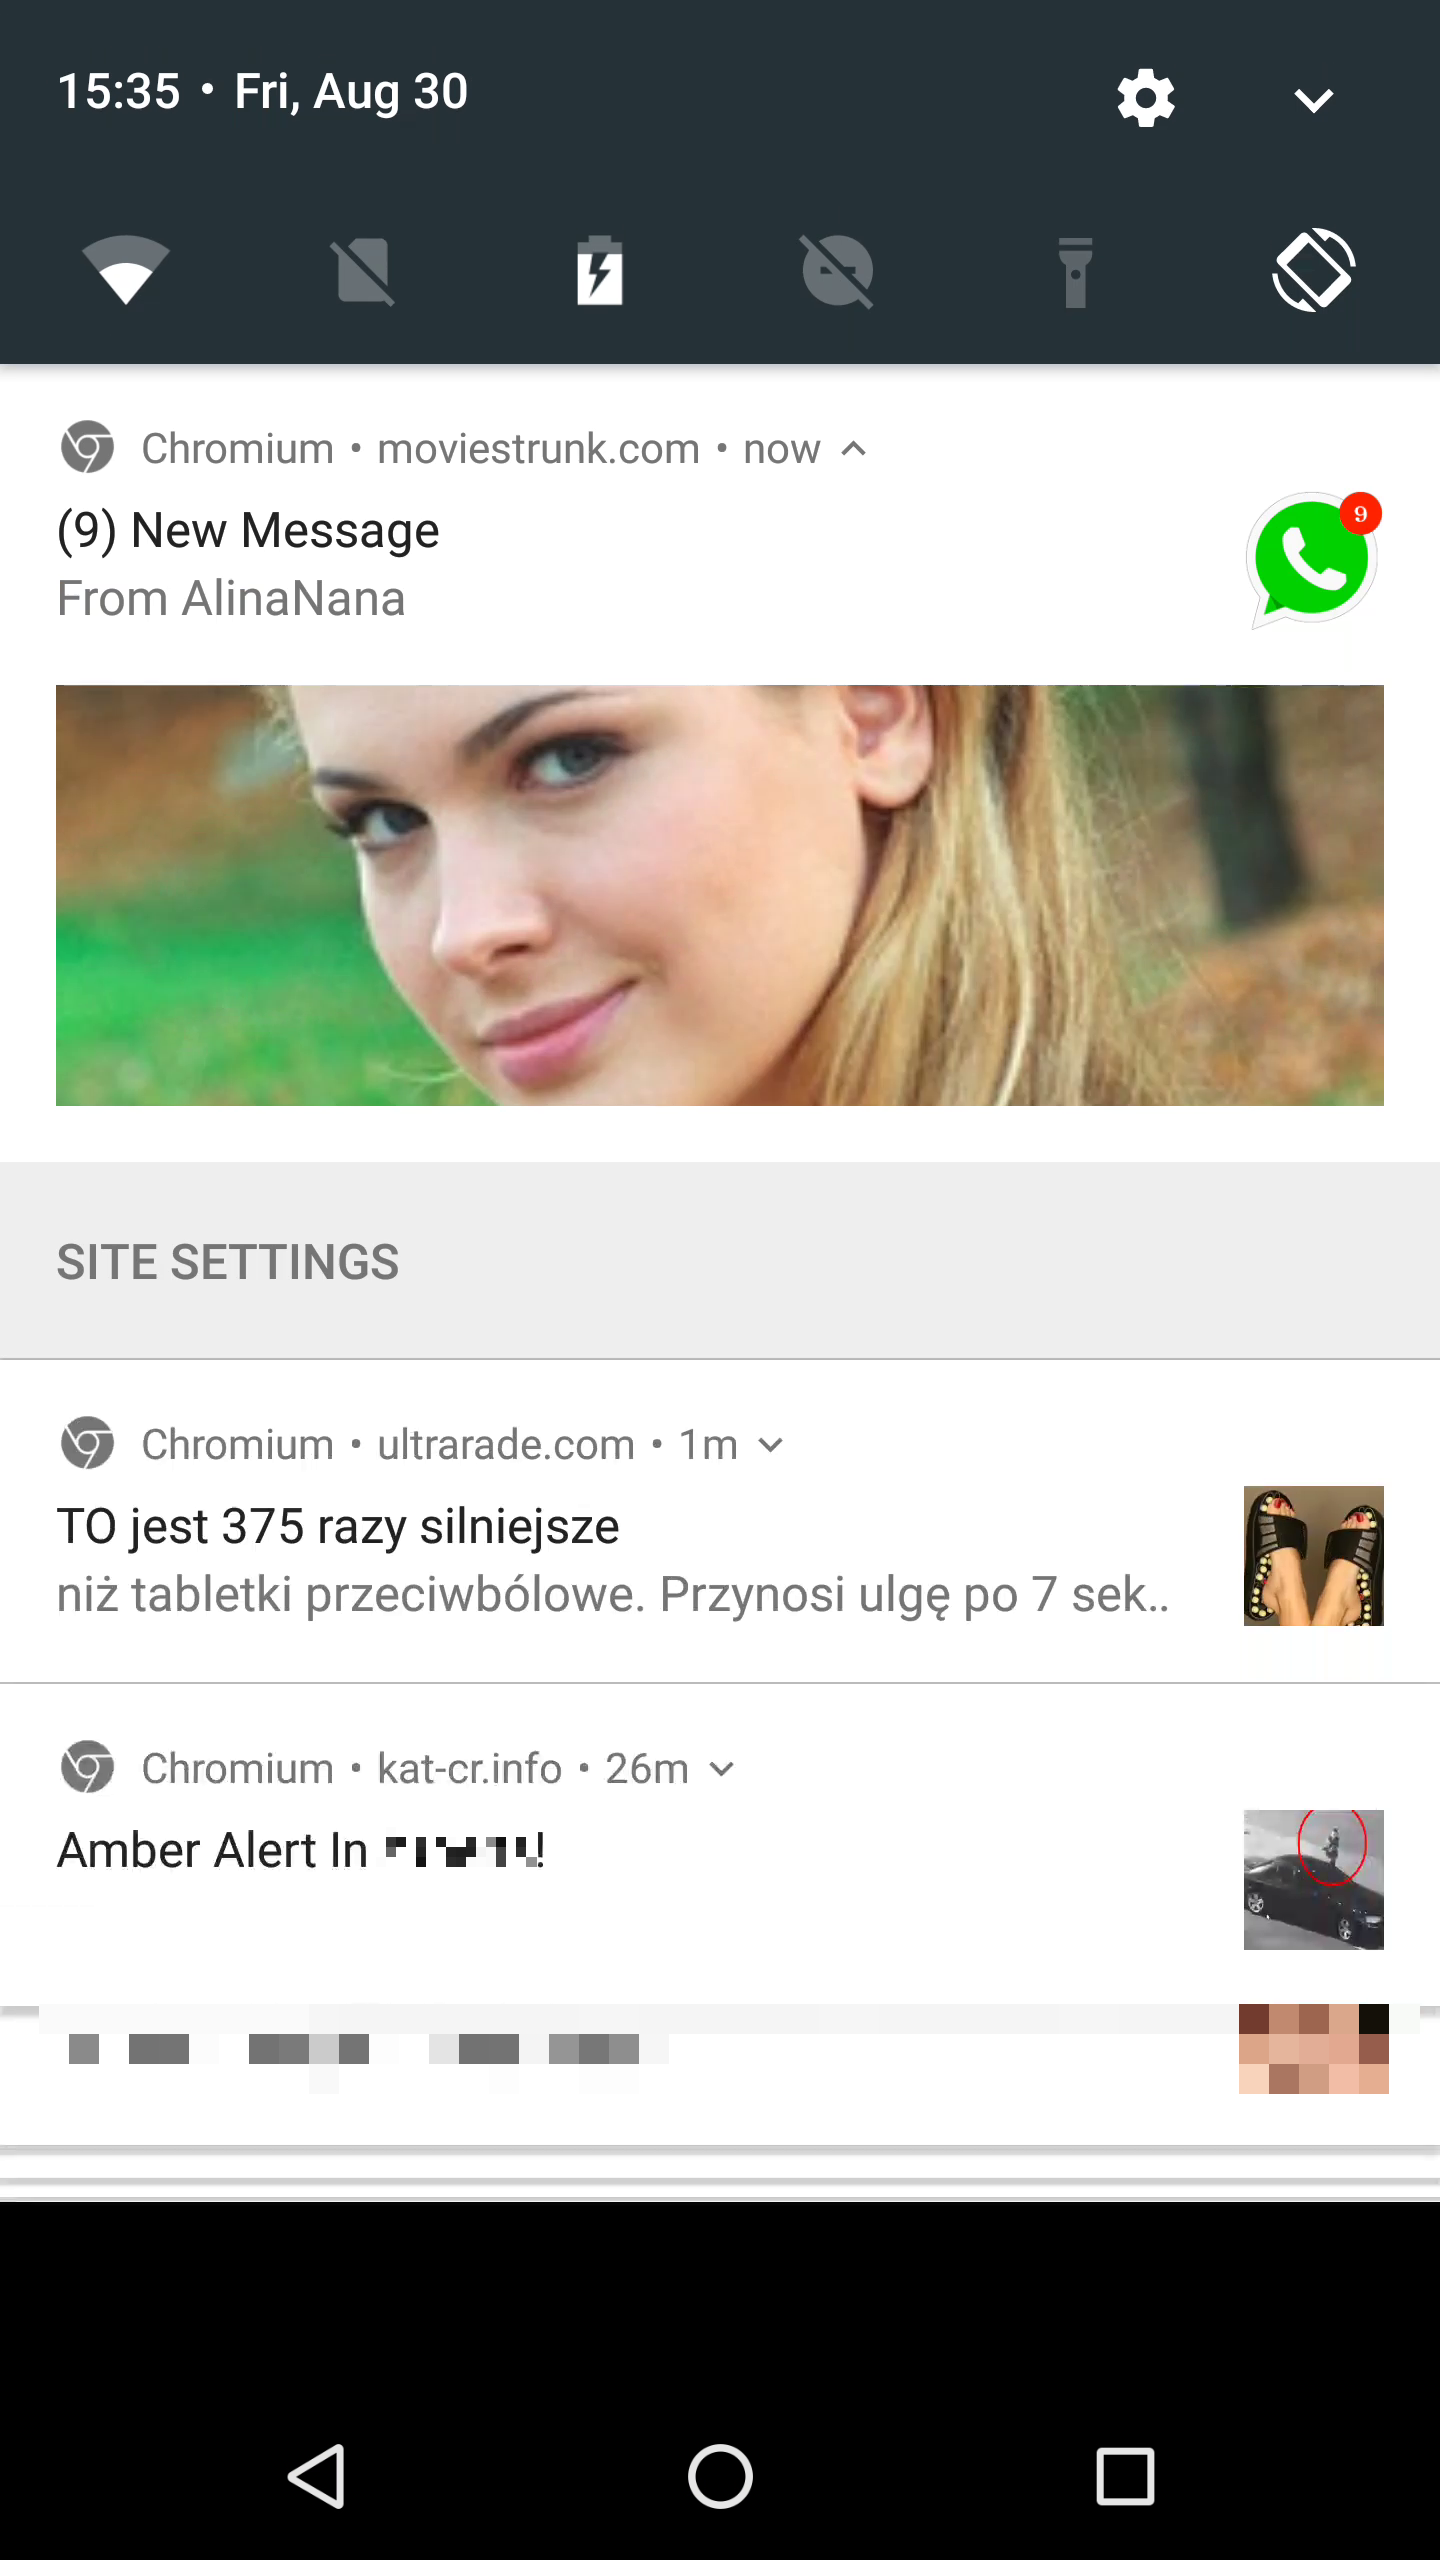 15:35 • Fri, Aug 30
Chromium • moviestrunk.com • now
(9) New Message
From AlinaNana
9
SITE SETTINGS
Chromium • ultrarade.com • 1m
TO jest 375 razy silniejsze
niż tabletki przeciwbólowe. Przynosi ulgę po 7 sek..
Chromium • kat-cr.info • 26m
Amber Alert In !